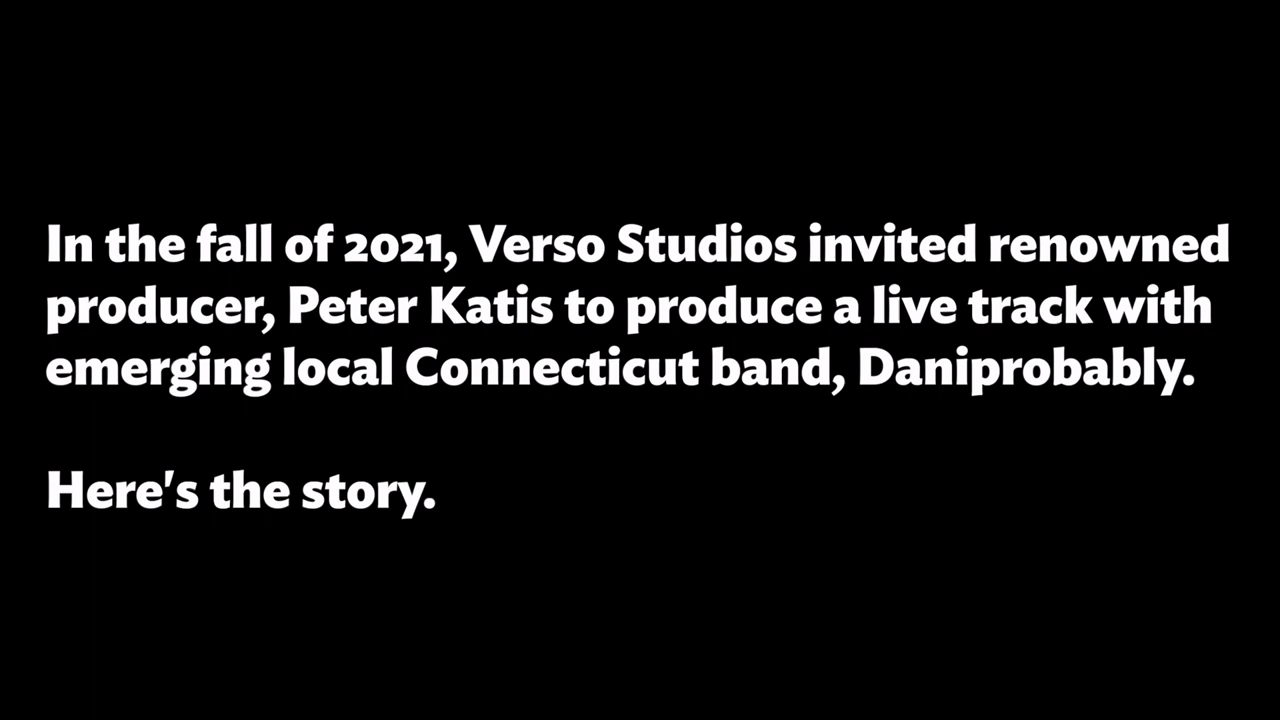 In the fall of 2021, Verso Studios invited renowned
producer, Peter Katis to produce a live track with
emerging local Connecticut band, Daniprobably.
Here's the story.